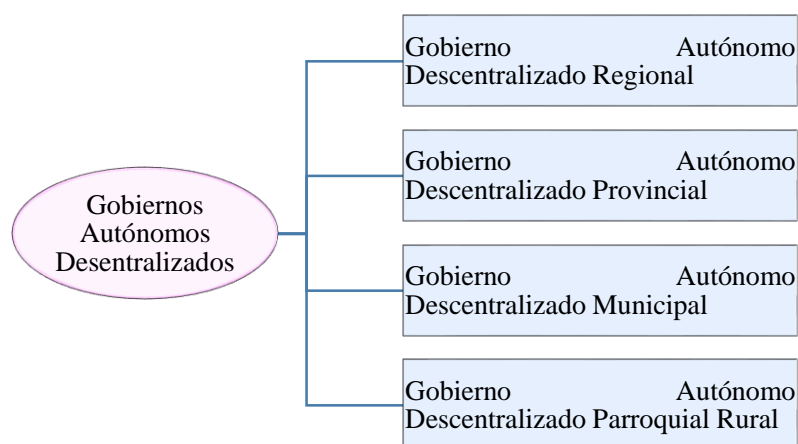 Gobierno Autónomo
Descentralizado Regional
Gobierno Autónomo
Descentralizado Provincial
Gobiernos
Autónomos
Desentralizados
Gobierno Autónomo
Descentralizado Municipal
Gobierno Autónomo
Descentralizado Parroquial Rural